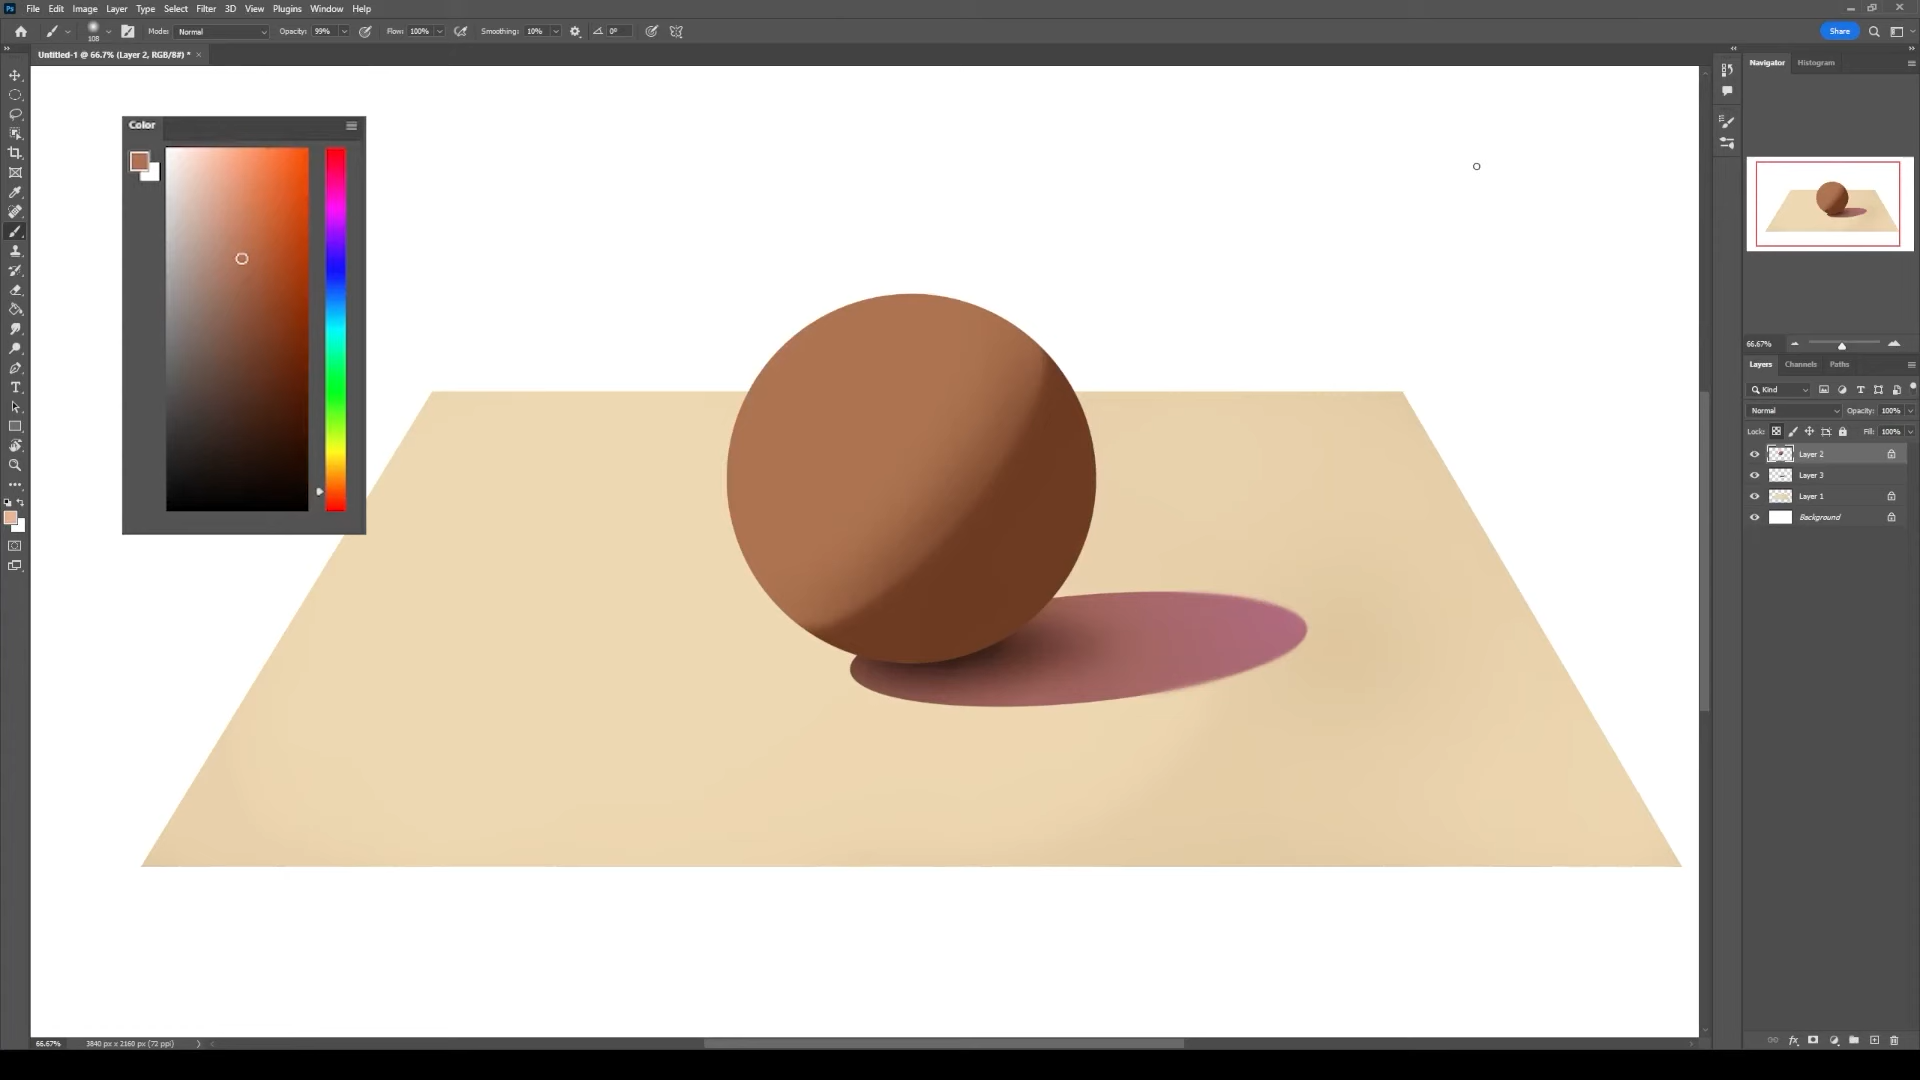 Ps File Edit Image Layer Type Select Filter 3D View Plugins Window Help
108 Mode: Normal Opacity: 99% Flow: 100% Smoothing: 10% 0° Share
Untitled-1 @ 66.7% (Layer 2, RGB/8#) * ×
Navigator Histogram
Color
66.67%
Layers Channels Paths
Kind
Normal Opacity: 100%
Lock: Fill: 100%
Layer 2
Layer 3
Layer 1
Background
66.67% 3840 px x 2160 px (72 ppi)
fx